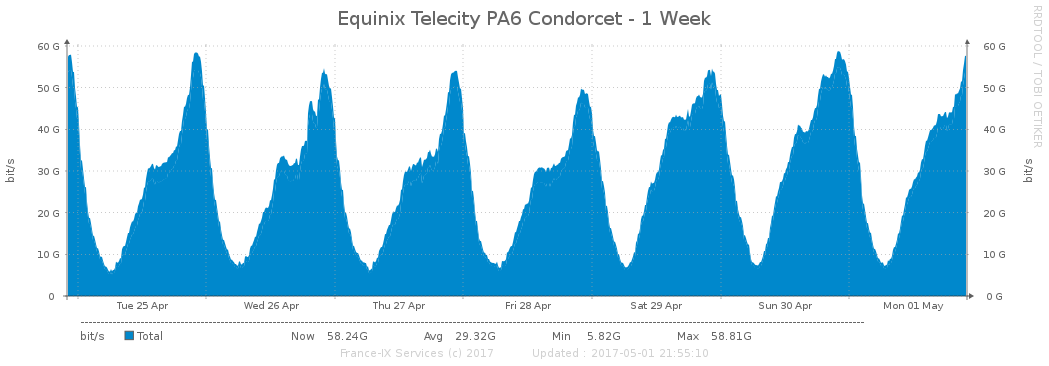 Equinix Telecity PA6 Condorcet - 1 Week
RRDTOOL / TOBI OETIKER
bit/s
60 G
50 G
40 G
30 G
20 G
10 G
0
60 G
50 G
40 G
30 G
20 G
10 G
0 G
bit/s
Tue 25 Apr Wed 26 Apr Thu 27 Apr Fri 28 Apr Sat 29 Apr Sun 30 Apr Mon 01 May
bit/s Total Now 58.24G Avg 29.32G Min 5.82G Max 58.81G
France-IX Services (c) 2017 Updated : 2017-05-01 21:55:10